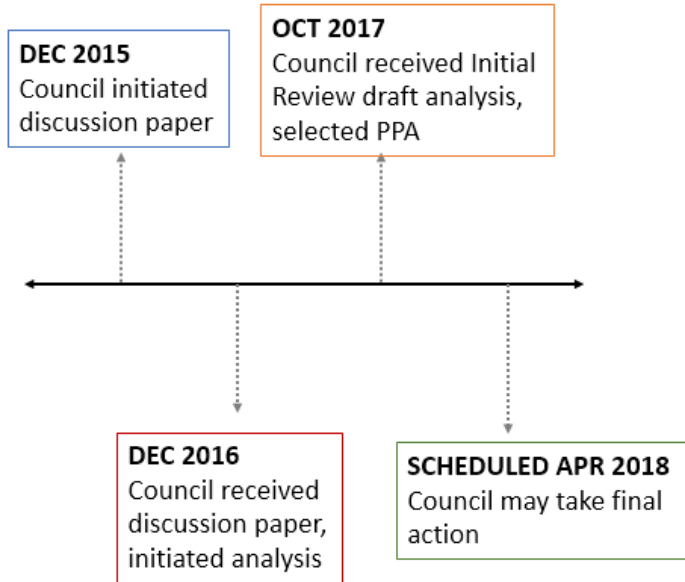 DEC 2015
Council initiated
discussion paper
OCT 2017
Council received Initial
Review draft analysis,
selected PPA
DEC 2016
Council received
discussion paper,
initiated analysis
SCHEDULED APR 2018
Council may take final
action